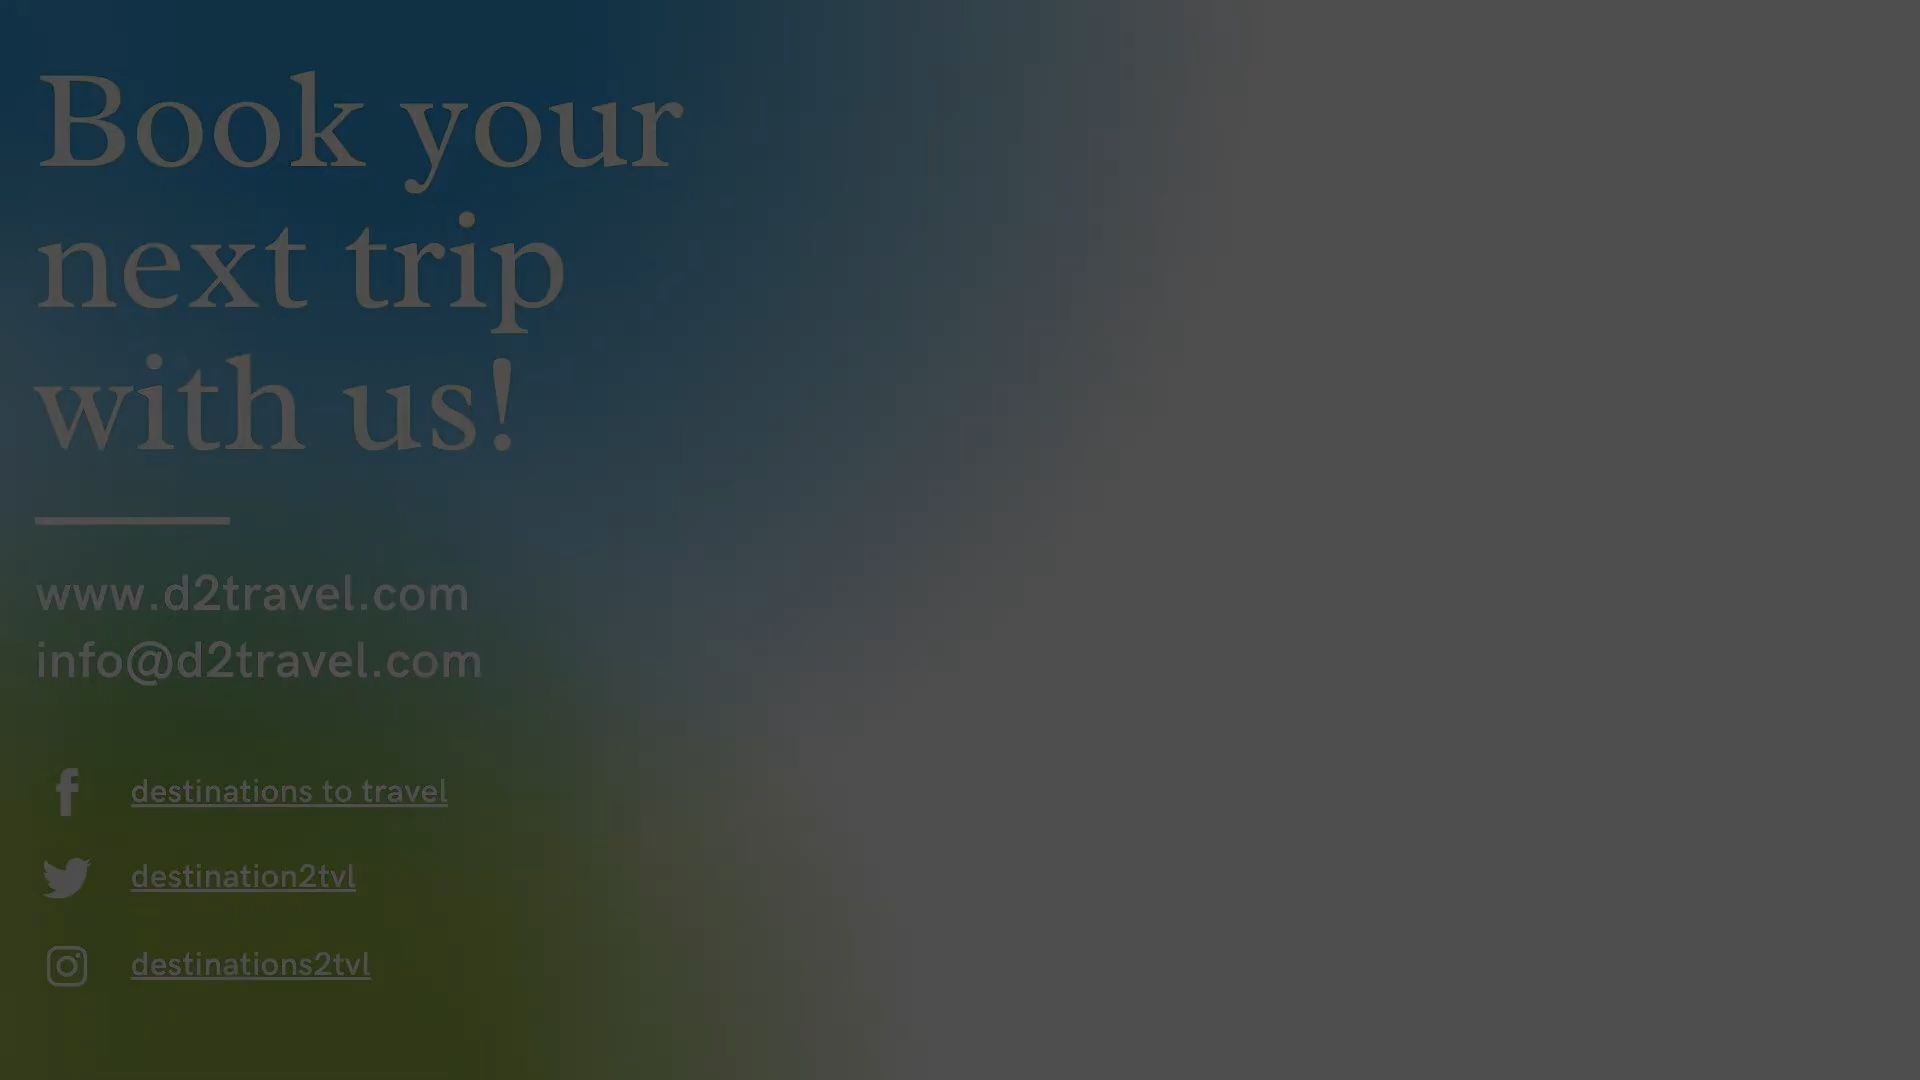 Book your
next trip
with us!
www.d2travel.com
info@d2travel.com
destinations to travel
destination2tvl
destinations2tvl